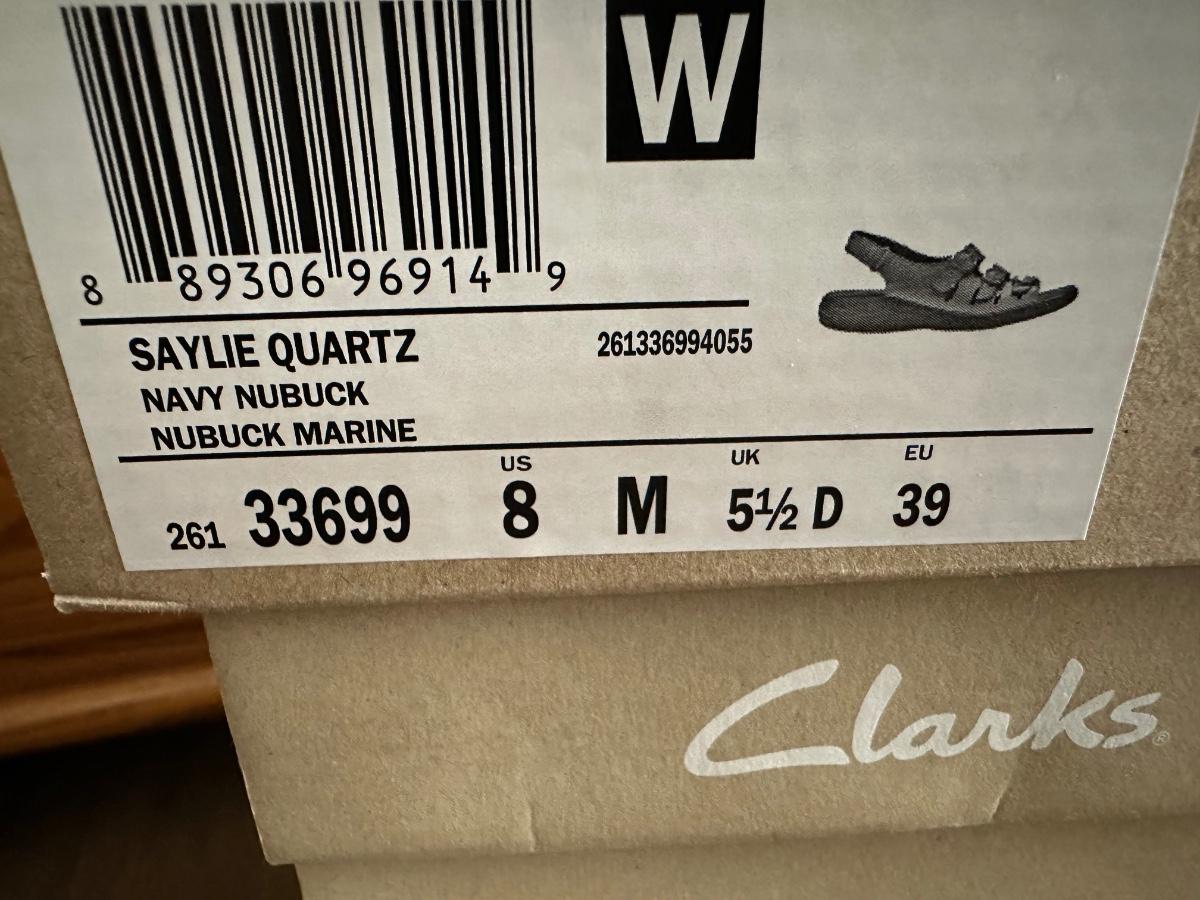 W
8 89306 96914 9
SAYLIE QUARTZ 261336994055
NAVY NUBUCK
NUBUCK MARINE
US UK EU
261 33699 8 M 5½ D 39
Clarks®